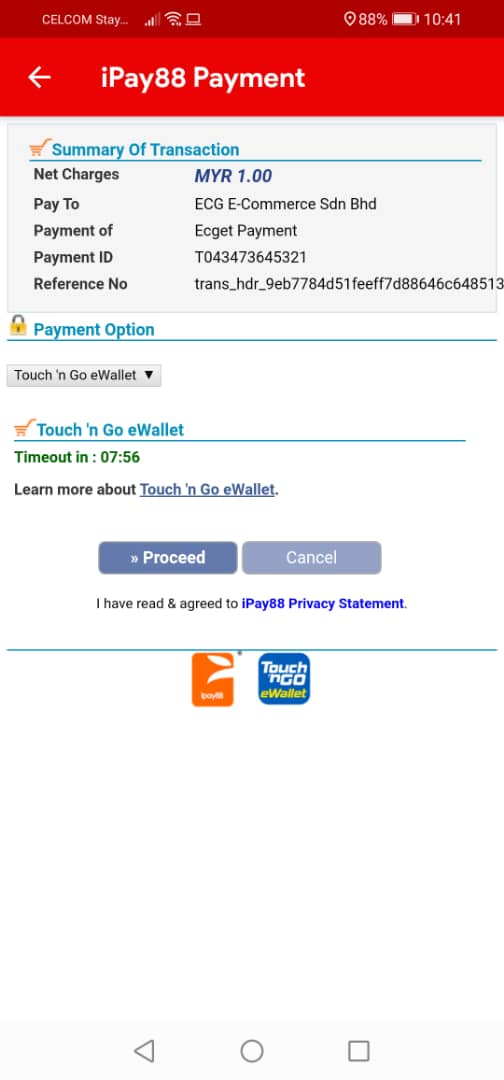 CELCOM Stay... 88% 10:41
iPay88 Payment
Summary Of Transaction
Net Charges MYR 1.00
Pay To ECG E-Commerce Sdn Bhd
Payment of Ecget Payment
Payment ID T043473645321
Reference No trans_hdr_9eb7784d51feeff7d88646c648513
Payment Option
Touch 'n Go eWallet ▼
Touch 'n Go eWallet
Timeout in : 07:56
Learn more about Touch 'n Go eWallet.
» Proceed Cancel
I have read & agreed to iPay88 Privacy Statement.
ipay88
Touch
'nGO
eWallet